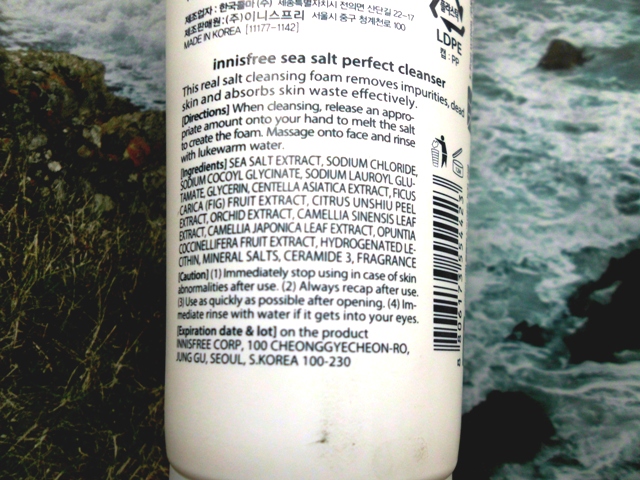 제조업자: 한국콜마(주) 세종특별자치시 전의면 산단길 22-17
제조판매원: (주)이니스프리 서울시 중구 청계천로 100
MADE IN KOREA [11177-1142]
플라스틱
LDPE
캡 : PP
innisfree sea salt perfect cleanser
This real salt cleansing foam removes impurities, dead
skin and absorbs skin waste effectively.
[Directions] When cleansing, release an appro-
priate amount onto your hand to melt the salt
to create the foam. Massage onto face and rinse
with lukewarm water.
[Ingredients] SEA SALT EXTRACT, SODIUM CHLORIDE,
SODIUM COCOYL GLYCINATE, SODIUM LAUROYL GLU-
TAMATE, GLYCERIN, CENTELLA ASIATICA EXTRACT, FICUS
CARICA (FIG) FRUIT EXTRACT, CITRUS UNSHIU PEEL
EXTRACT, ORCHID EXTRACT, CAMELLIA SINENSIS LEAF
EXTRACT, CAMELLIA JAPONICA LEAF EXTRACT, OPUNTIA
COCCINELLIFERA FRUIT EXTRACT, HYDROGENATED LE-
CITHIN, MINERAL SALTS, CERAMIDE 3, FRAGRANCE
[Caution] (1) Immediately stop using in case of skin
abnormalities after use. (2) Always recap after use.
(3) Use as quickly as possible after opening. (4) Im-
mediate rinse with water if it gets into your eyes.
[Expiration date & lot] on the product
INNISFREE CORP, 100 CHEONGGYECHEON-RO,
JUNG GU, SEOUL, S.KOREA 100-230